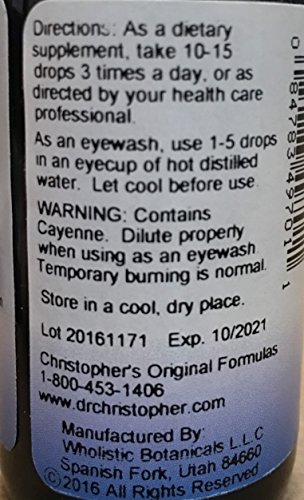 Directions: As a dietary
supplement, take 10-15
drops 3 times a day, or as
directed by your health care
professional.
As an eyewash, use 1-5 drops
in an eyecup of hot distilled
water. Let cool before use.
WARNING: Contains
Cayenne. Dilute properly
when using as an eyewash.
Temporary burning is normal.
Store in a cool, dry place.
Lot 20161171 Exp. 10/2021
Christopher's Original Formulas
1-800-453-1406
www.drchristopher.com
Manufactured By:
Wholistic Botanicals L.L.C
Spanish Fork, Utah 84660
©2016 All Rights Reserved